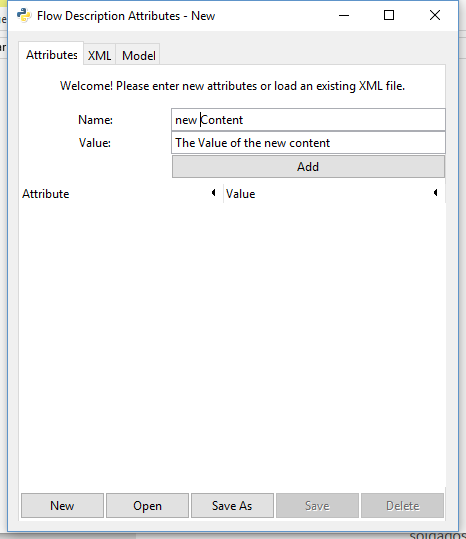 Flow Description Attributes - New
Attributes XML Model
Welcome! Please enter new attributes or load an existing XML file.
Name: new Content
Value: The Value of the new content
Add
Attribute Value
New Open Save As Save Delete
soldados